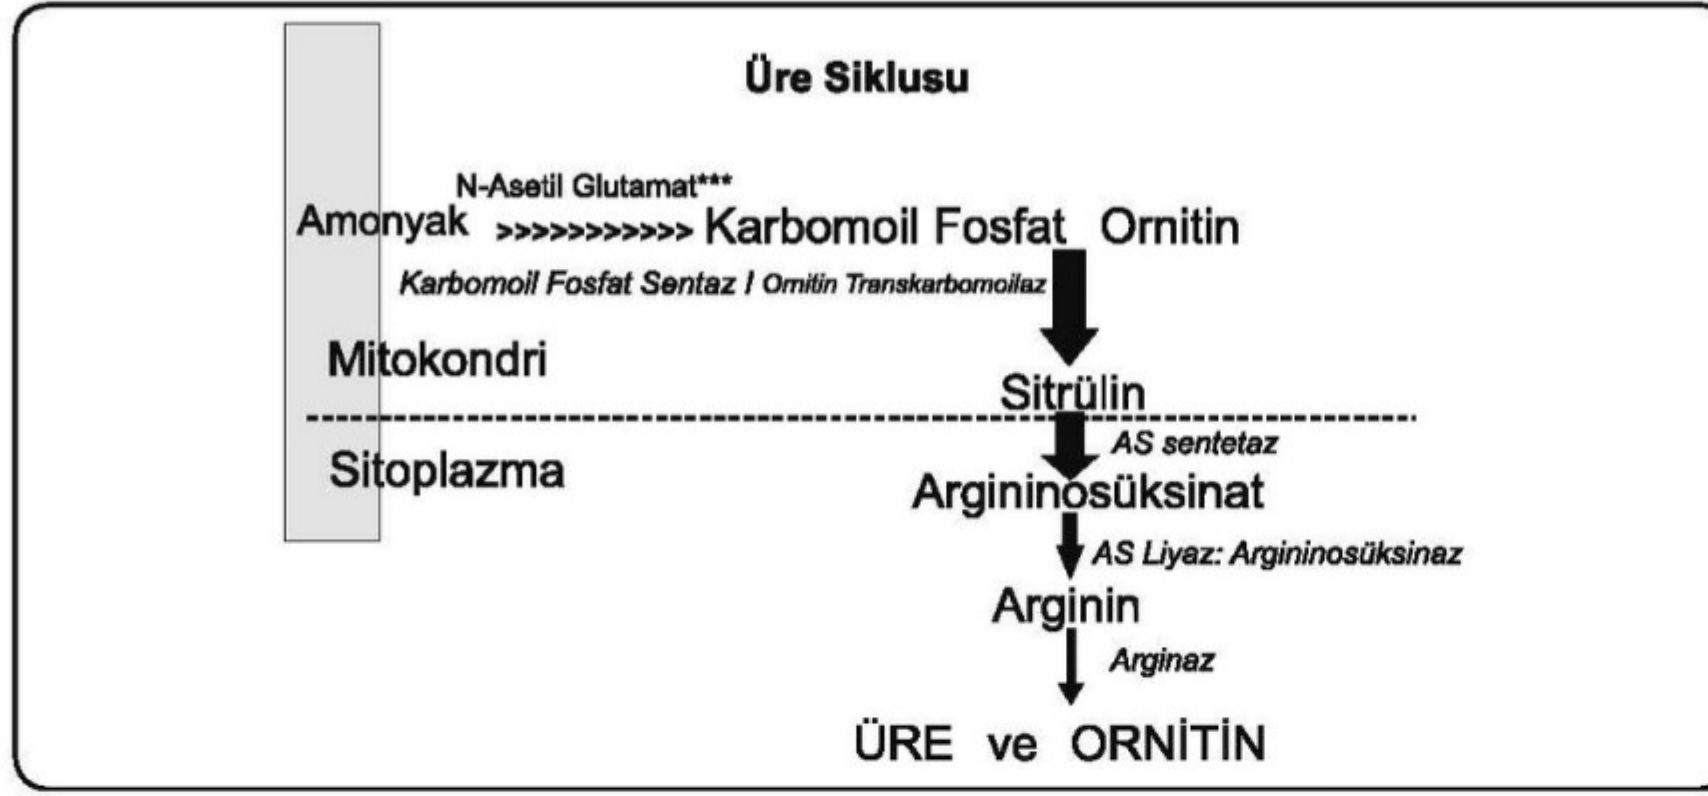 Üre Siklusu
N-Asetil Glutamat***
Amonyak >>>>>>>>>>> Karbomoil Fosfat Ornitin
Karbomoil Fosfat Sentaz I Ornitin Transkarbomoilaz
Mitokondri
Sitrülin
AS sentetaz
Sitoplazma
Argininosüksinat
AS Liyaz: Argininosüksinaz
Arginin
Arginaz
ÜRE ve ORNİTİN